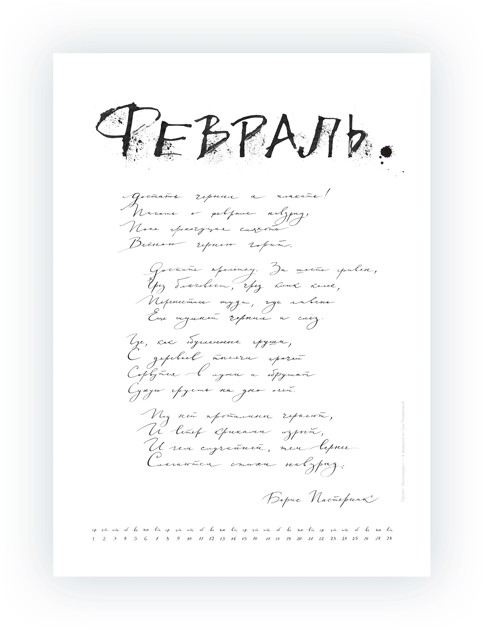 Февраль.
Достать чернил и плакать!
Писать о феврале навзрыд,
Пока грохочущая слякоть
Весною черною горит.
Достать пролетку. За шесть гривен,
Чрез благовест, чрез клик колес,
Перенестись туда, где ливень
Еще шумней чернил и слез.
Где, как обугленные груши,
С деревьев тысячи грачей
Сорвутся в лужи и обрушат
Сухую грусть на дно очей.
Под ней проталины чернеют,
И ветер криками изрыт,
И чем случайней, тем вернее
Слагаются стихи навзрыд.
Борис Пастернак
1 2 3 4 5 6 7 8 9 10 11 12 13 14 15 16 17 18 19 20 21 22 23 24 25 26 27 28